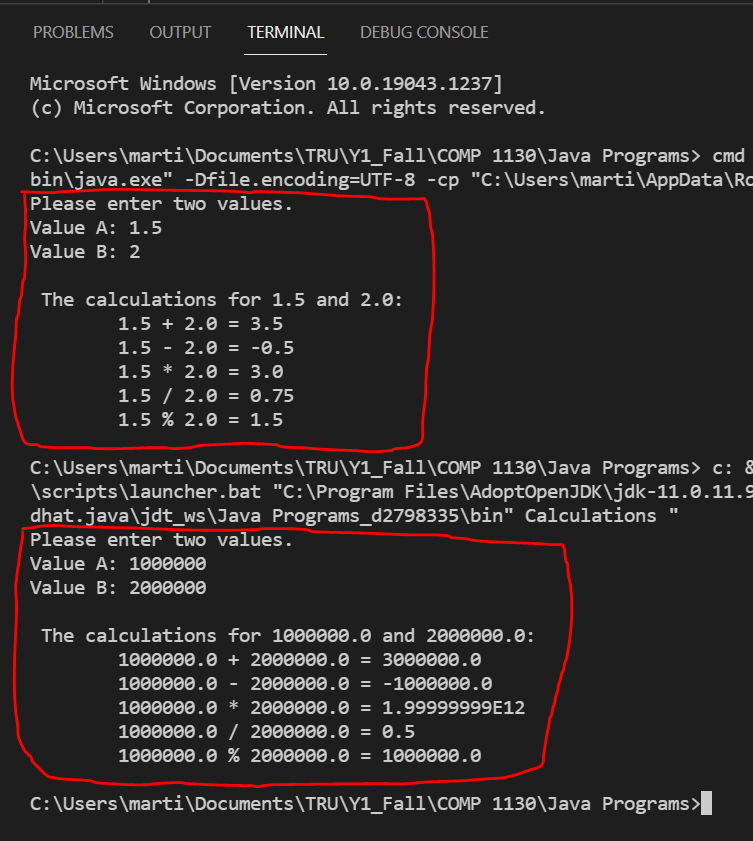 PROBLEMS OUTPUT TERMINAL DEBUG CONSOLE
Microsoft Windows [Version 10.0.19043.1237]
(c) Microsoft Corporation. All rights reserved.
C:\Users\marti\Documents\TRU\Y1_Fall\COMP 1130\Java Programs> cmd
bin\java.exe" -Dfile.encoding=UTF-8 -cp "C:\Users\marti\AppData\Ro
Please enter two values.
Value A: 1.5
Value B: 2
The calculations for 1.5 and 2.0:
1.5 + 2.0 = 3.5
1.5 - 2.0 = -0.5
1.5 * 2.0 = 3.0
1.5 / 2.0 = 0.75
1.5 % 2.0 = 1.5
C:\Users\marti\Documents\TRU\Y1_Fall\COMP 1130\Java Programs> c: &
\scripts\launcher.bat "C:\Program Files\AdoptOpenJDK\jdk-11.0.11.9
dhat.java\jdt_ws\Java Programs_d2798335\bin" Calculations "
Please enter two values.
Value A: 1000000
Value B: 2000000
The calculations for 1000000.0 and 2000000.0:
1000000.0 + 2000000.0 = 3000000.0
1000000.0 - 2000000.0 = -1000000.0
1000000.0 * 2000000.0 = 1.99999999E12
1000000.0 / 2000000.0 = 0.5
1000000.0 % 2000000.0 = 1000000.0
C:\Users\marti\Documents\TRU\Y1_Fall\COMP 1130\Java Programs>